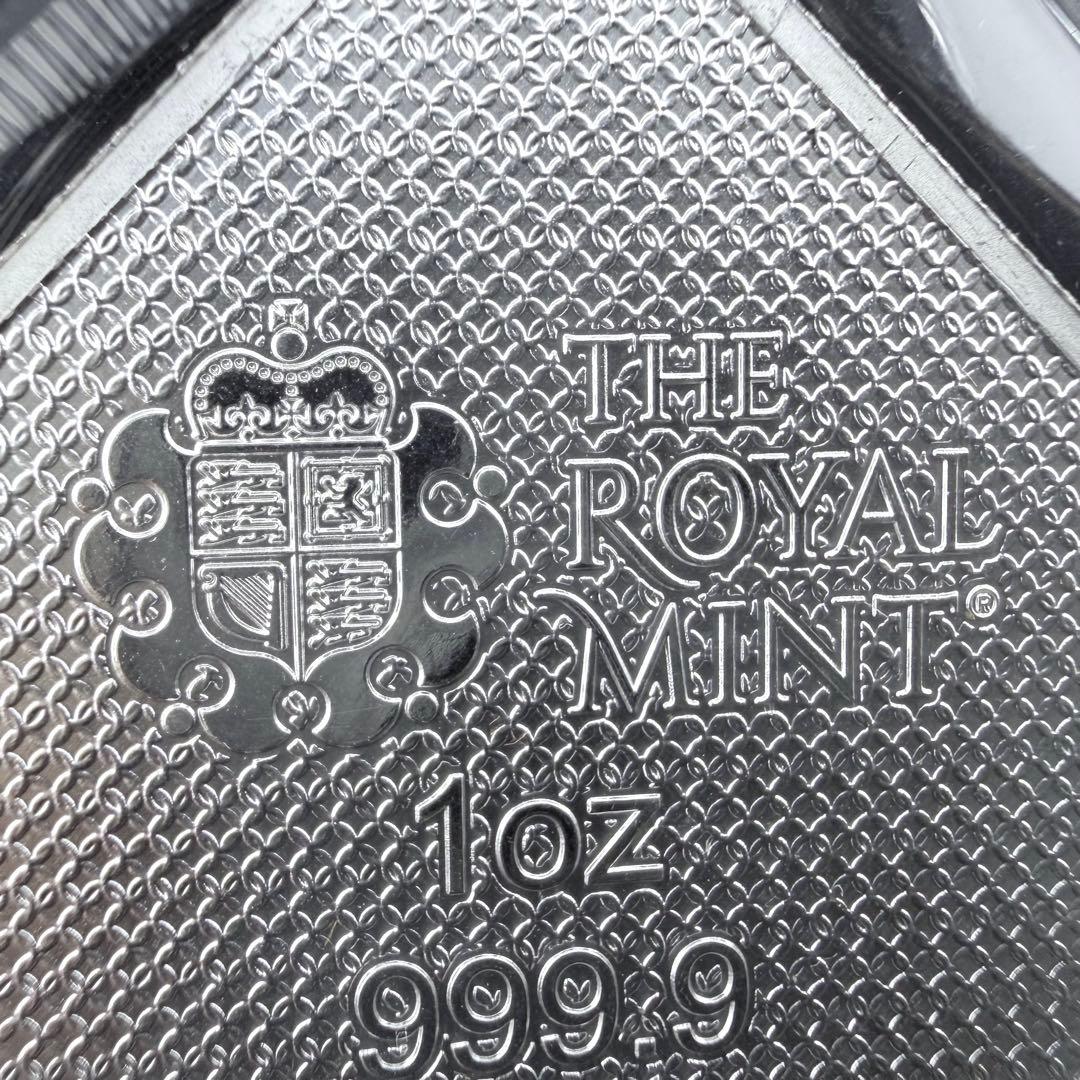 THE
ROYAL
MINT®
1oz
999.9